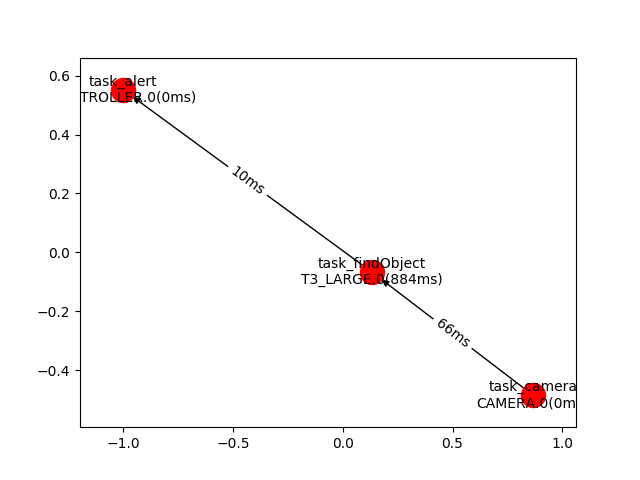 0.6
0.4
0.2
0.0
−0.2
−0.4
−1.0
−0.5
0.0
0.5
1.0
task_alert
TROLLER.0(0ms)
10ms
task_findObject
T3_LARGE.0(884ms)
66ms
task_camera
CAMERA.0(0m